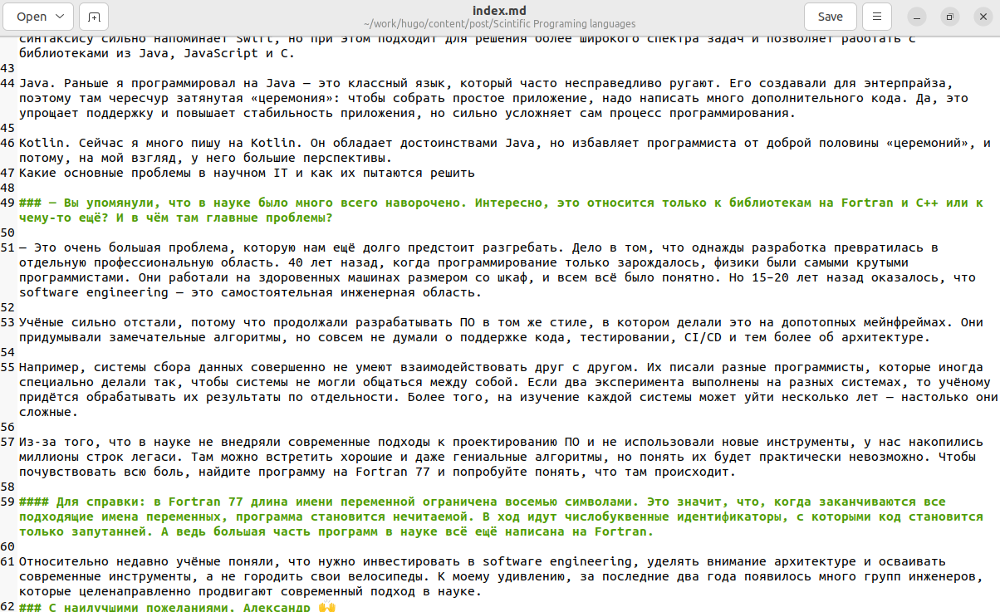 Open
index.md
~/work/hugo/content/post/Scintific Programing languages
Save
синтаксису сильно напоминает Swift, но при этом подходит для решения более широкого спектра задач и позволяет работать с
библиотеками из Java, JavaScript и C.
43
44 Java. Раньше я программировал на Java — это классный язык, который часто несправедливо ругают. Его создавали для энтерпрайза,
поэтому там чересчур затянутая «церемония»: чтобы собрать простое приложение, надо написать много дополнительного кода. Да, это
упрощает поддержку и повышает стабильность приложения, но сильно усложняет сам процесс программирования.
45
46 Kotlin. Сейчас я много пишу на Kotlin. Он обладает достоинствами Java, но избавляет программиста от доброй половины «церемоний», и
потому, на мой взгляд, у него большие перспективы.
47 Какие основные проблемы в научном IT и как их пытаются решить
48
49 ### — Вы упомянули, что в науке было много всего наворочено. Интересно, это относится только к библиотекам на Fortran и C++ или к
чему-то ещё? И в чём там главные проблемы?
50
51 — Это очень большая проблема, которую нам ещё долго предстоит разгребать. Дело в том, что однажды разработка превратилась в
отдельную профессиональную область. 40 лет назад, когда программирование только зарождалось, физики были самыми крутыми
программистами. Они работали на здоровенных машинах размером со шкаф, и всем всё было понятно. Но 15–20 лет назад оказалось, что
software engineering — это самостоятельная инженерная область.
52
53 Учёные сильно отстали, потому что продолжали разрабатывать ПО в том же стиле, в котором делали это на допотопных мейнфреймах. Они
придумывали замечательные алгоритмы, но совсем не думали о поддержке кода, тестировании, CI/CD и тем более об архитектуре.
54
55 Например, системы сбора данных совершенно не умеют взаимодействовать друг с другом. Их писали разные программисты, которые иногда
специально делали так, чтобы системы не могли общаться между собой. Если два эксперимента выполнены на разных системах, то учёному
придётся обрабатывать их результаты по отдельности. Более того, на изучение каждой системы может уйти несколько лет — настолько они
сложные.
56
57 Из-за того, что в науке не внедряли современные подходы к проектированию ПО и не использовали новые инструменты, у нас накопились
миллионы строк легаси. Там можно встретить хорошие и даже гениальные алгоритмы, но понять их будет практически невозможно. Чтобы
почувствовать всю боль, найдите программу на Fortran 77 и попробуйте понять, что там происходит.
58
59 #### Для справки: в Fortran 77 длина имени переменной ограничена восемью символами. Это значит, что, когда заканчиваются все
подходящие имена переменных, программа становится нечитаемой. В ход идут числобуквенные идентификаторы, с которыми код становится
только запутанней. А ведь большая часть программ в науке всё ещё написана на Fortran.
60
61 Относительно недавно учёные поняли, что нужно инвестировать в software engineering, уделять внимание архитектуре и осваивать
современные инструменты, а не городить свои велосипеды. К моему удивлению, за последние два года появилось много групп инженеров,
которые целенаправленно продвигают современный подход в науке.
62 ### С наилучшими пожеланиями, Александр 🙌